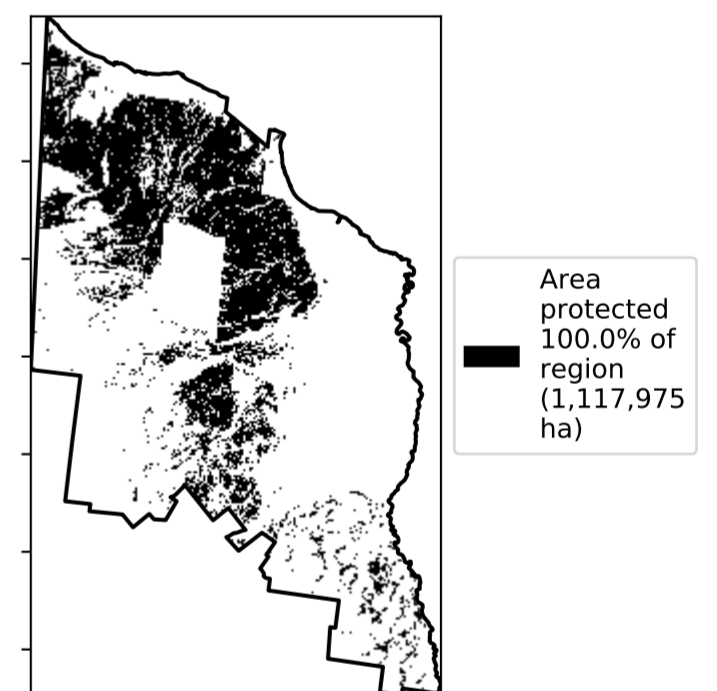 Area
protected
100.0% of
region
(1,117,975
ha)